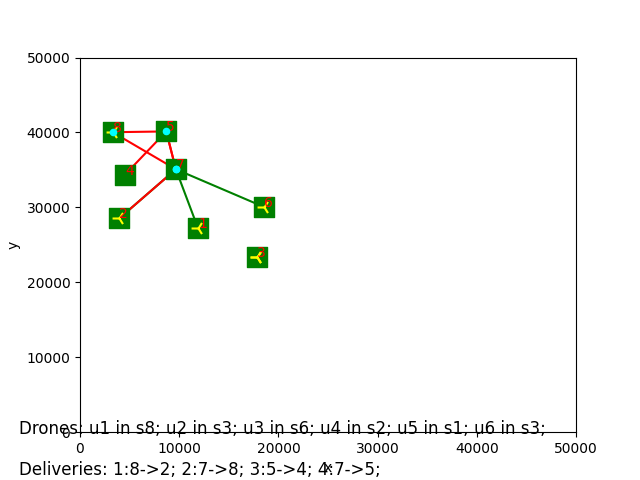 50000
40000
30000
20000
10000
0
y
0 10000 20000 30000 40000 50000
x
Drones: u1 in s8; u2 in s3; u3 in s6; u4 in s2; u5 in s1; u6 in s3;
Deliveries: 1:8->2; 2:7->8; 3:5->4; 4:7->5;